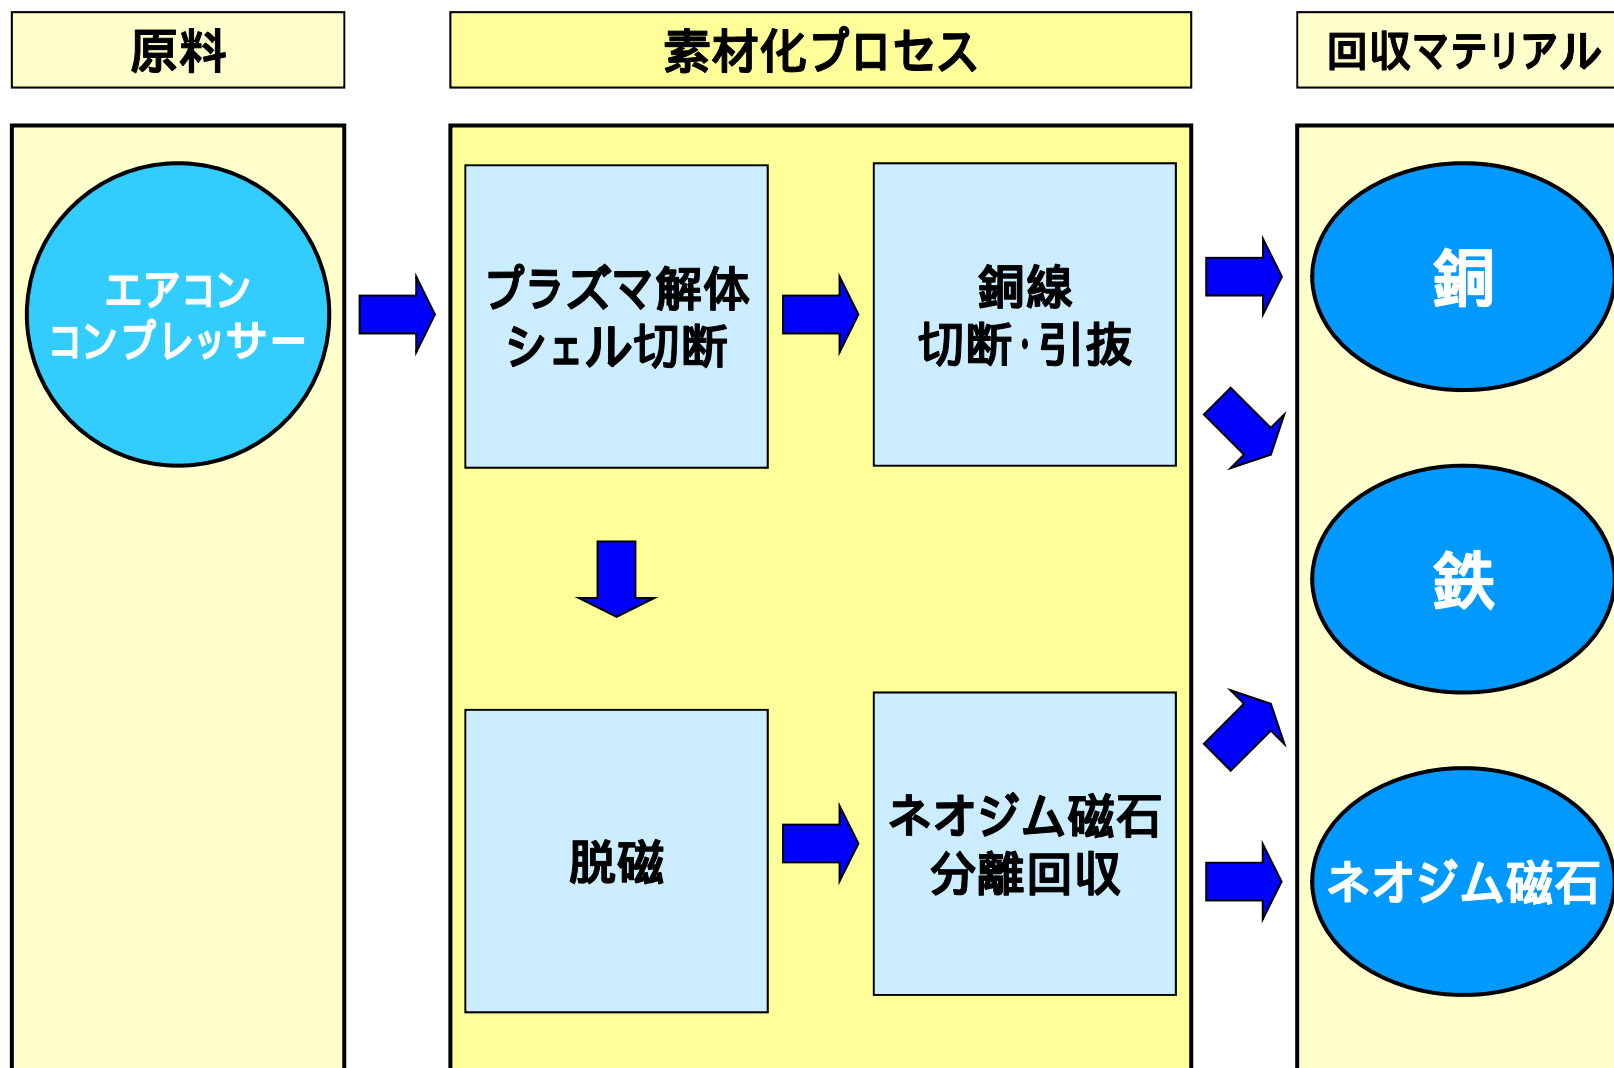 原料
素材化プロセス
回収マテリアル
エアコン
コンプレッサー
プラズマ解体
シェル切断
銅線
切断・引抜
銅
鉄
脱磁
ネオジム磁石
分離回収
ネオジム磁石